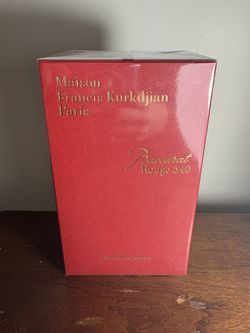 Maison
Francis Kurkdjian
Paris
Baccarat
Rouge 540